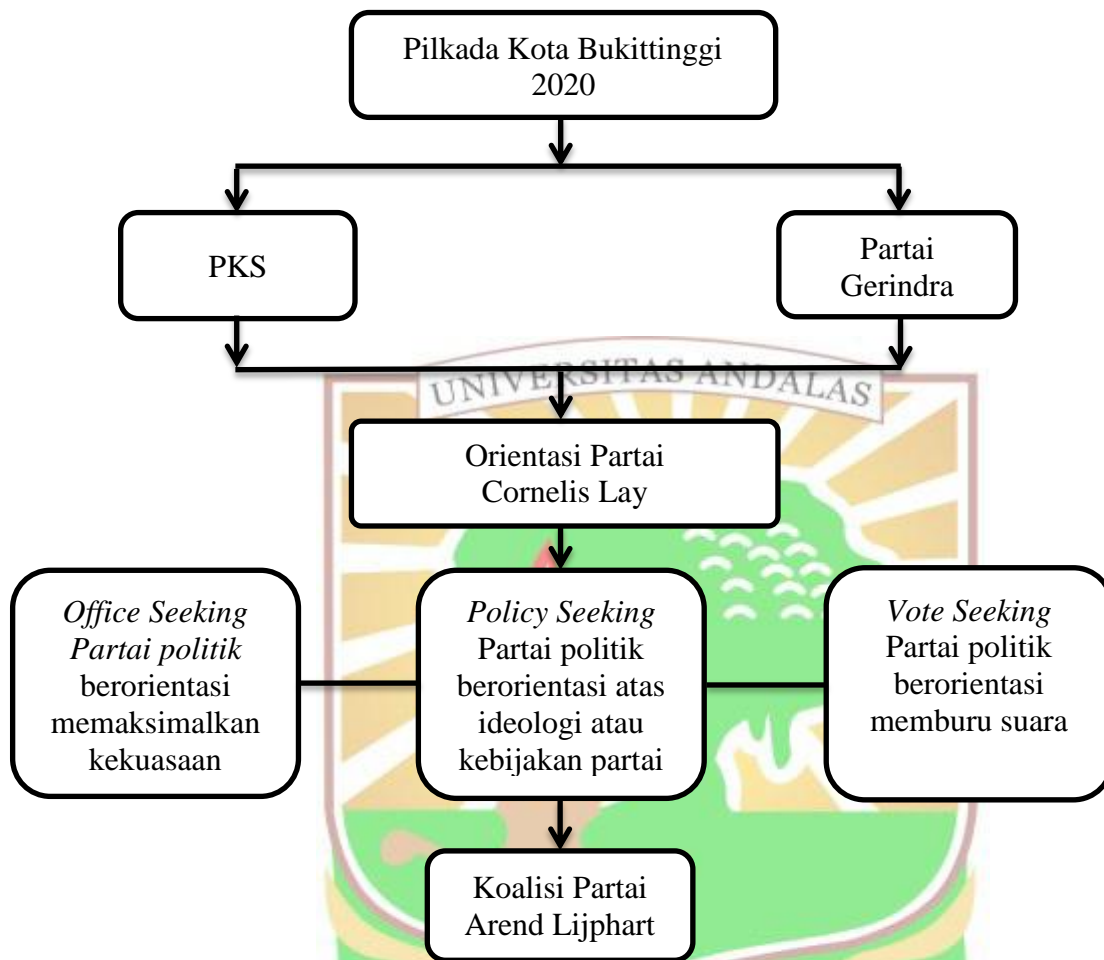 Pilkada Kota Bukittinggi
2020
PKS
Partai
Gerindra
UNIVERSITAS ANDALAS
Orientasi Partai
Cornelis Lay
Office Seeking
Partai politik
berorientasi
memaksimalkan
kekuasaan
Policy Seeking
Partai politik
berorientasi atas
ideologi atau
kebijakan partai
Vote Seeking
Partai politik
berorientasi
memburu suara
Koalisi Partai
Arend Lijphart